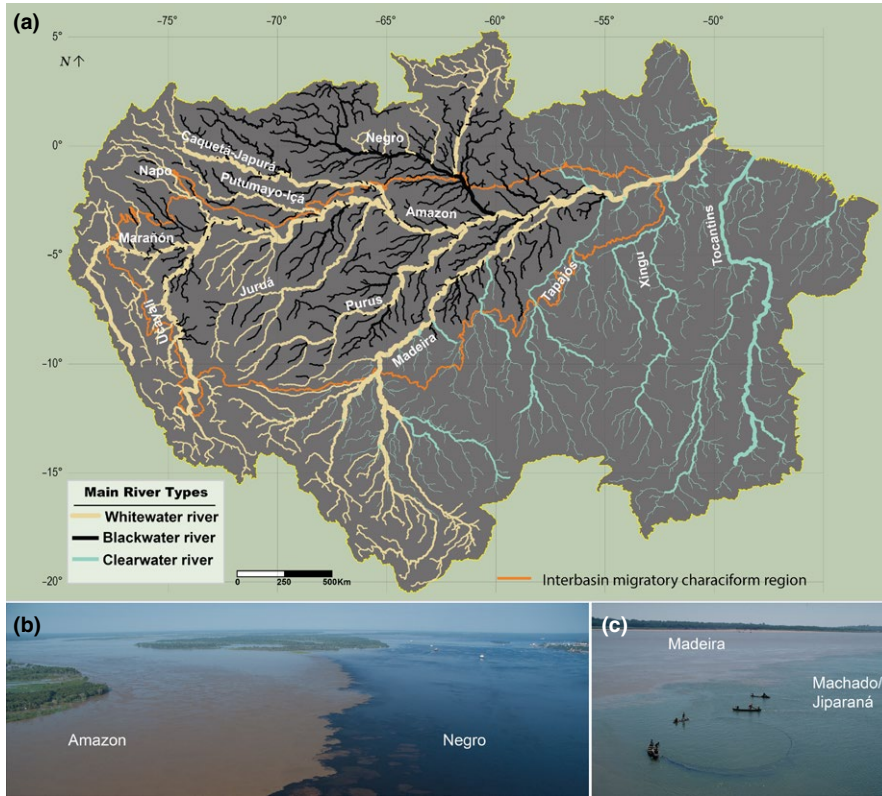 (a)
−75
−70
−65
−60
−55
−50
5°
N ↑
0°
−5°
−10°
−15°
−20°
Caquetá-Japurá
Negro
Napo
Putumayo-Içá
Amazon
Marañón
Juruá
Purus
Ucayali
Madeira
Tapajós
Xingu
Tocantins
Main River Types
Whitewater river
Blackwater river
Clearwater river
0 250 500Km
Interbasin migratory characiform region
(b)
Amazon
Negro
(c)
Madeira
Machado/
Jiparaná